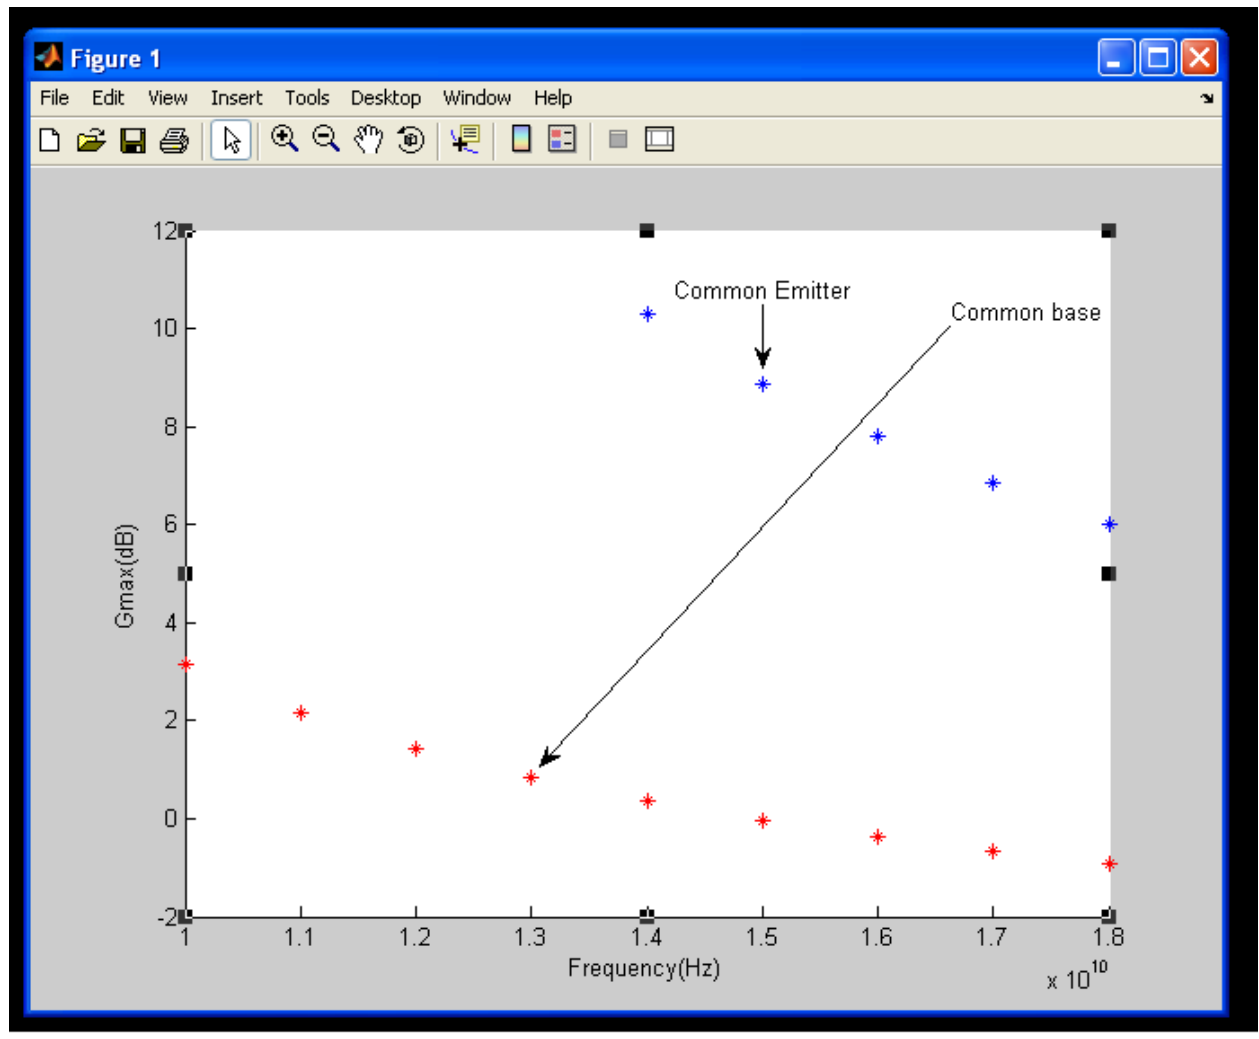 Figure 1
File Edit View Insert Tools Desktop Window Help
12
10
8
6
4
2
0
-2
Gmax(dB)
Common Emitter
Common base
1 1.1 1.2 1.3 1.4 1.5 1.6 1.7 1.8
Frequency(Hz)
x 10^10